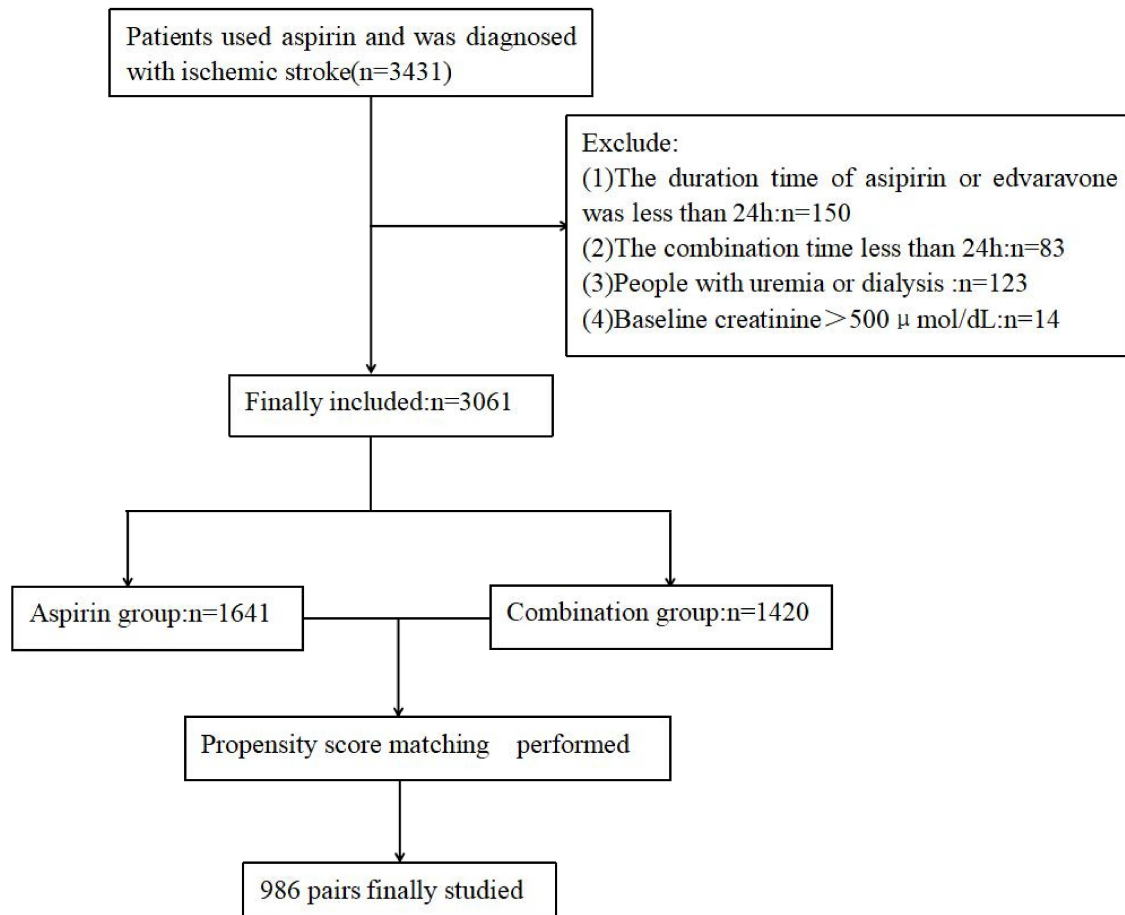 Patients used aspirin and was diagnosed
with ischemic stroke(n=3431)
Exclude:
(1)The duration time of asipirin or edvaravone
was less than 24h:n=150
(2)The combination time less than 24h:n=83
(3)People with uremia or dialysis :n=123
(4)Baseline creatinine＞500 μ mol/dL:n=14
Finally included:n=3061
Aspirin group:n=1641
Combination group:n=1420
Propensity score matching performed
986 pairs finally studied